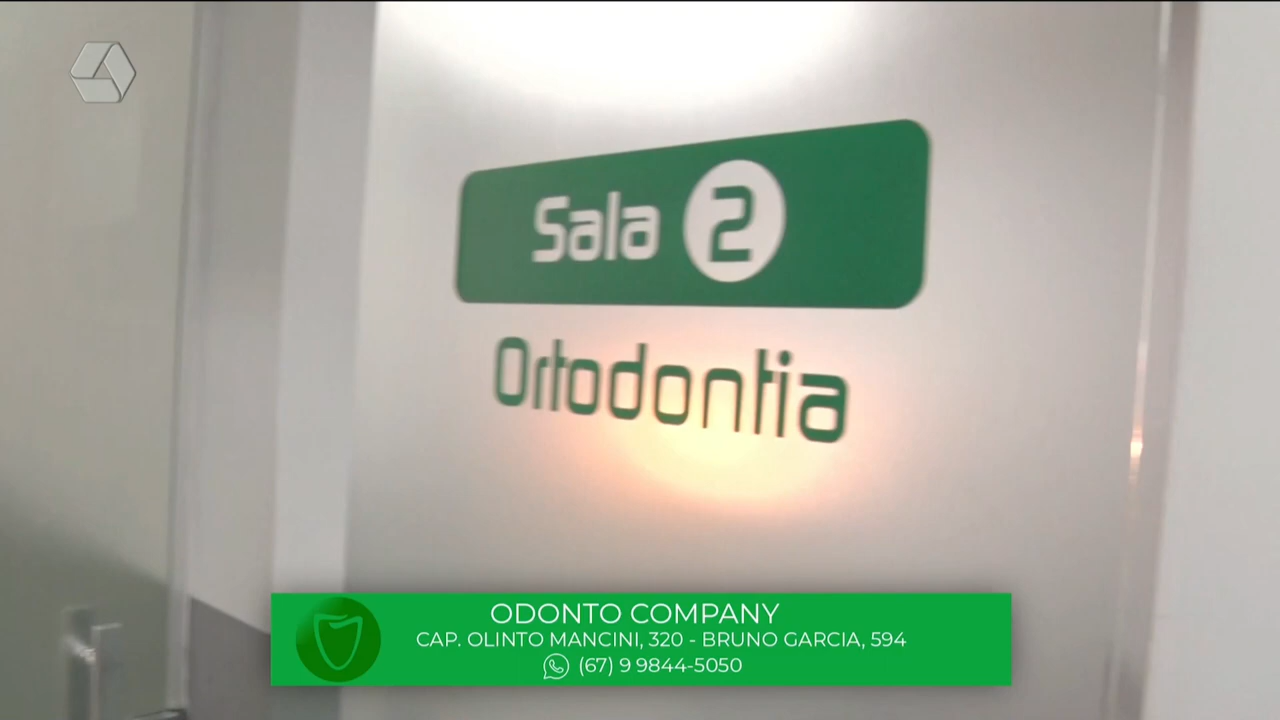 Sala 2
Ortodontia
ODONTO COMPANY
CAP. OLINTO MANCINI, 320 - BRUNO GARCIA, 594
(67) 9 9844-5050